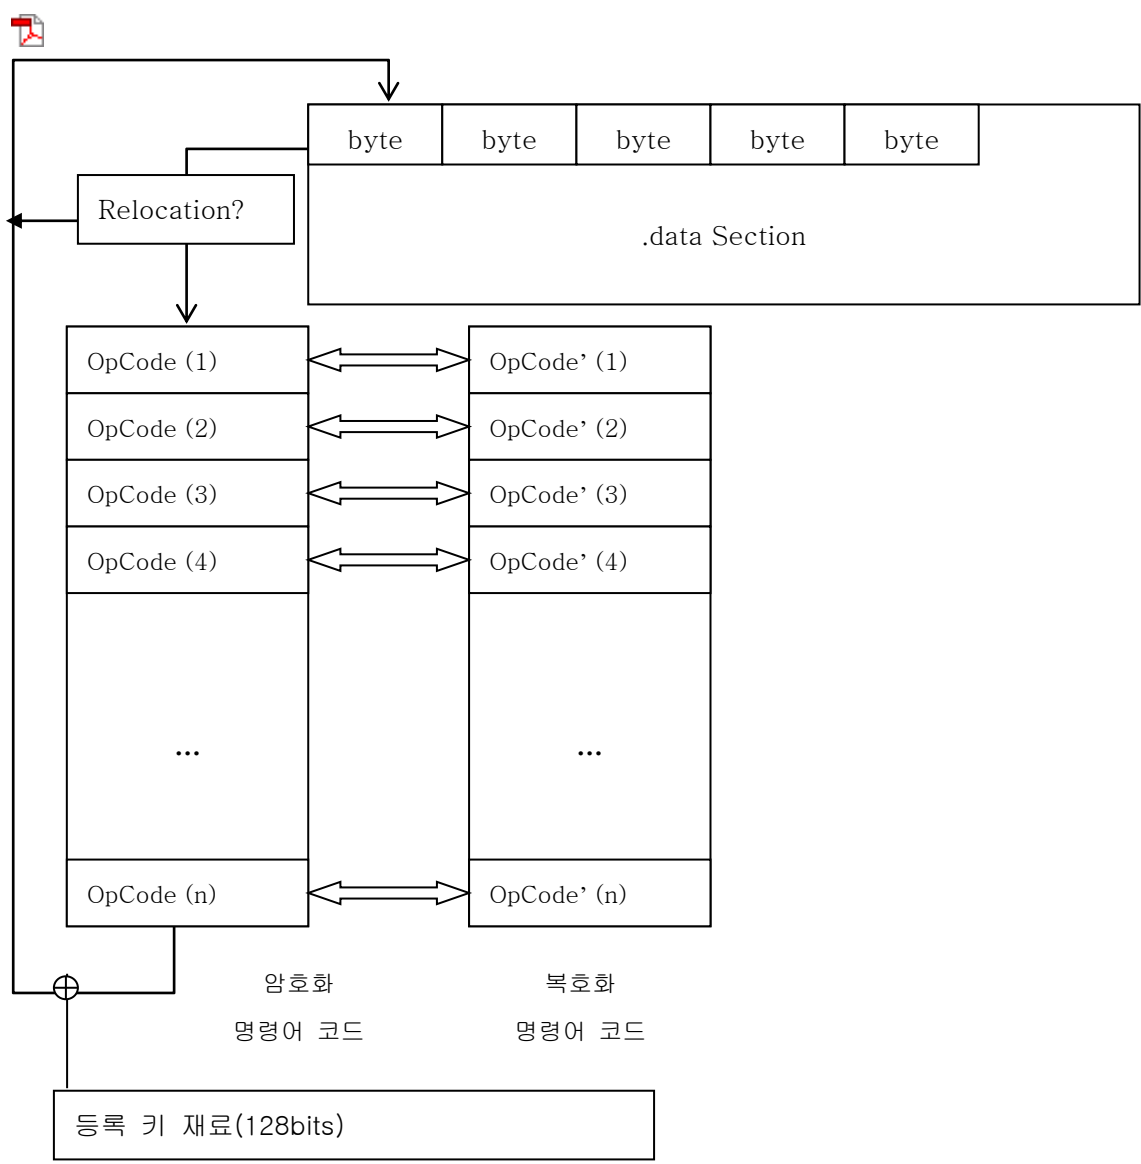 byte byte byte byte byte
Relocation?
.data Section
OpCode (1) OpCode’ (1)
OpCode (2) OpCode’ (2)
OpCode (3) OpCode’ (3)
OpCode (4) OpCode’ (4)
... ...
OpCode (n) OpCode’ (n)
암호화 복호화
명령어 코드 명령어 코드
등록 키 재료(128bits)